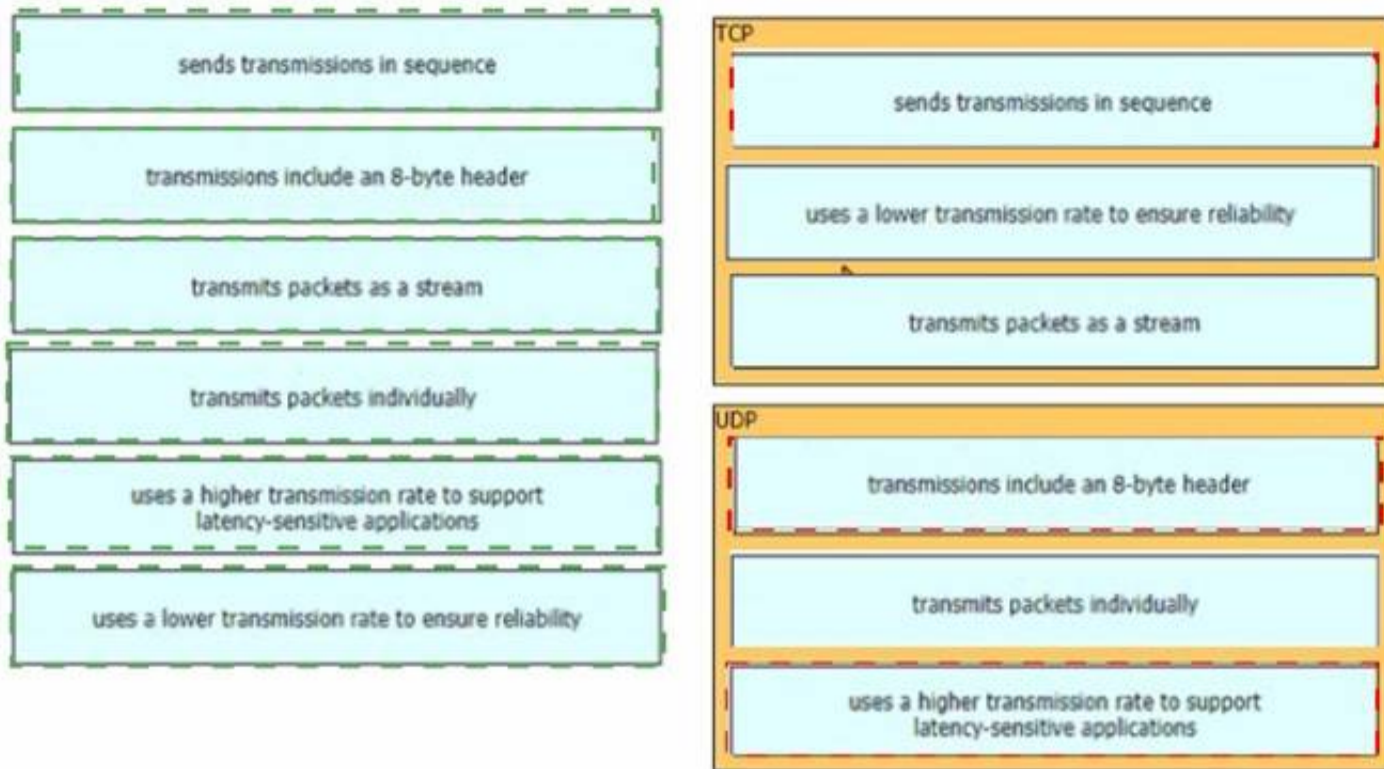 sends transmissions in sequence
transmissions include an 8-byte header
transmits packets as a stream
transmits packets individually
uses a higher transmission rate to support
latency-sensitive applications
uses a lower transmission rate to ensure reliability
TCP
sends transmissions in sequence
uses a lower transmission rate to ensure reliability
transmits packets as a stream
UDP
transmissions include an 8-byte header
transmits packets individually
uses a higher transmission rate to support
latency-sensitive applications